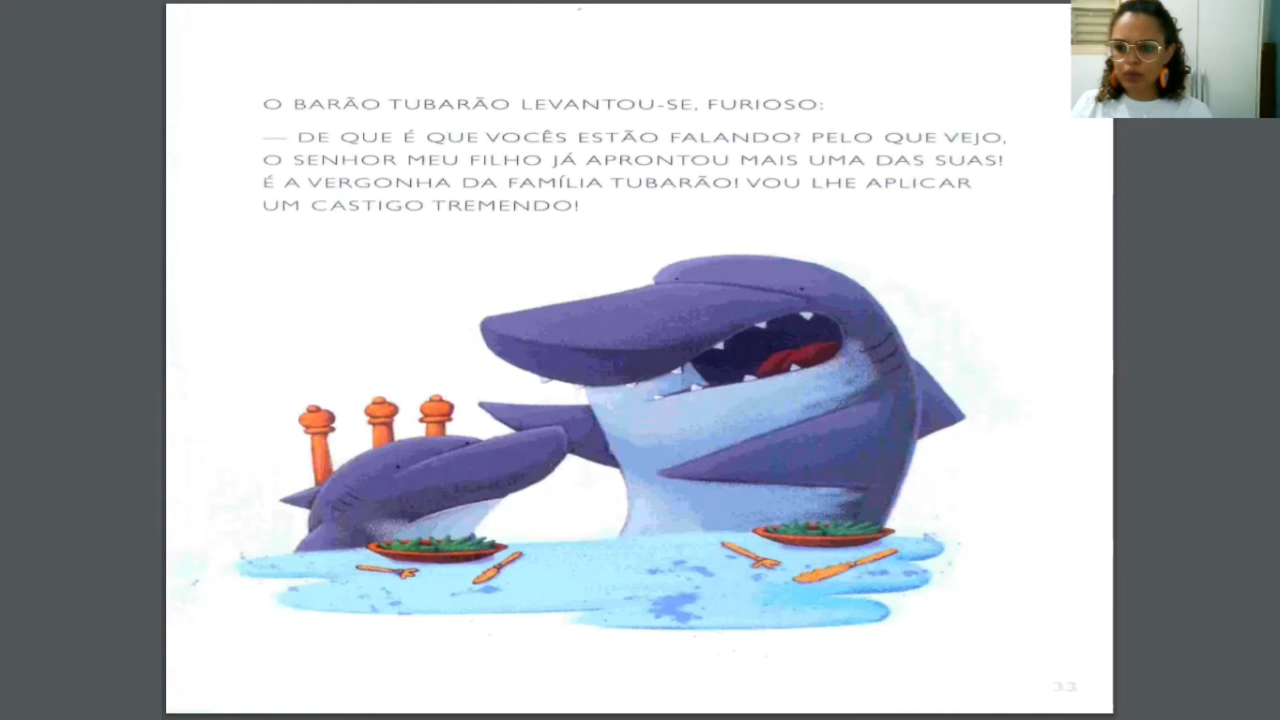 O BARÃO TUBARÃO LEVANTOU-SE, FURIOSO:
— DE QUE É QUE VOCÊS ESTÃO FALANDO? PELO QUE VEJO,
O SENHOR MEU FILHO JÁ APRONTOU MAIS UMA DAS SUAS!
É A VERGONHA DA FAMÍLIA TUBARÃO! VOU LHE APLICAR
UM CASTIGO TREMENDO!
33